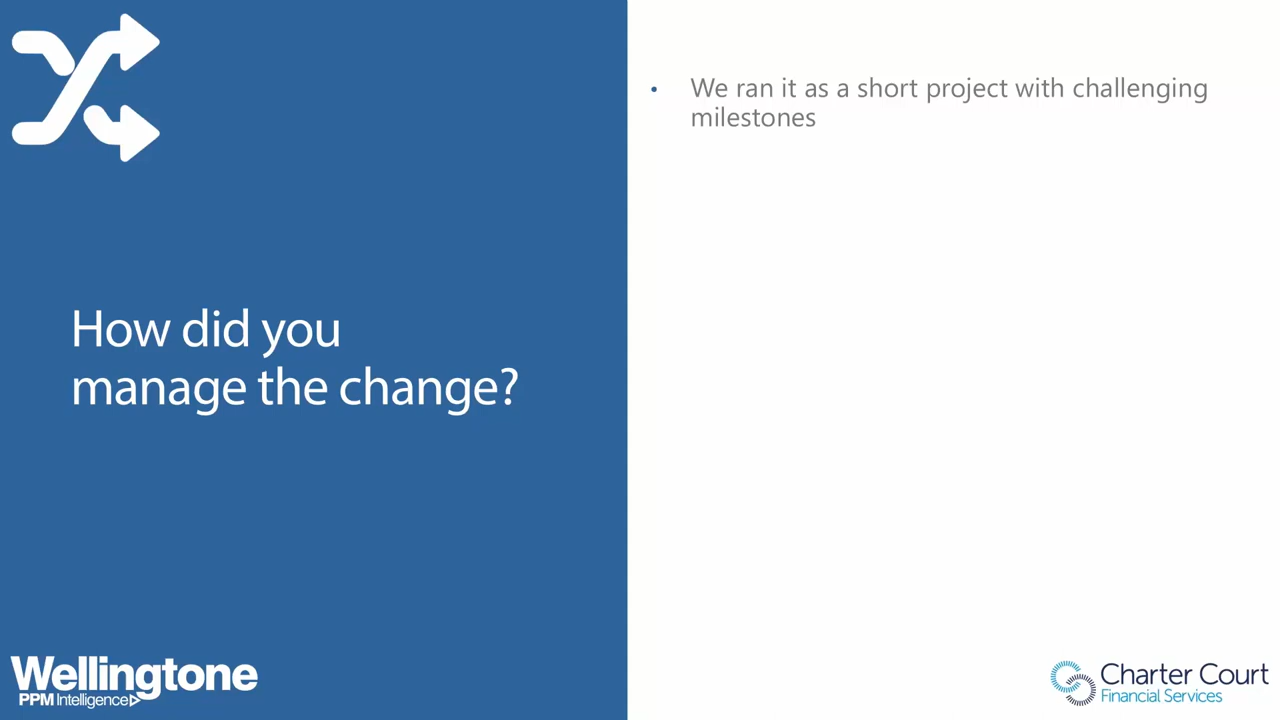 How did you
manage the change?
• We ran it as a short project with challenging
milestones
Wellingtone
PPM Intelligence
Charter Court
Financial Services